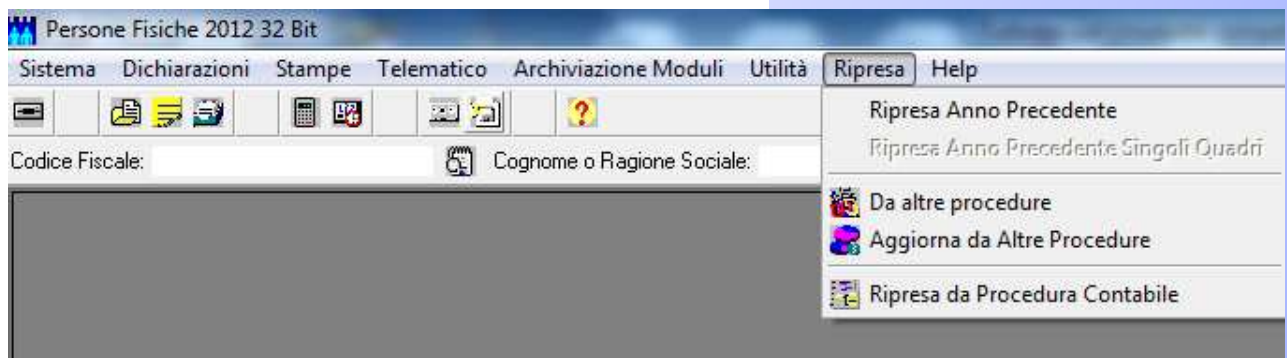 Persone Fisiche 2012 32 Bit
Sistema Dichiarazioni Stampe Telematico Archiviazione Moduli Utilità Ripresa Help
Ripresa Anno Precedente
Ripresa Anno Precedente Singoli Quadri
Codice Fiscale: Cognome o Ragione Sociale:
Da altre procedure
Aggiorna da Altre Procedure
Ripresa da Procedura Contabile